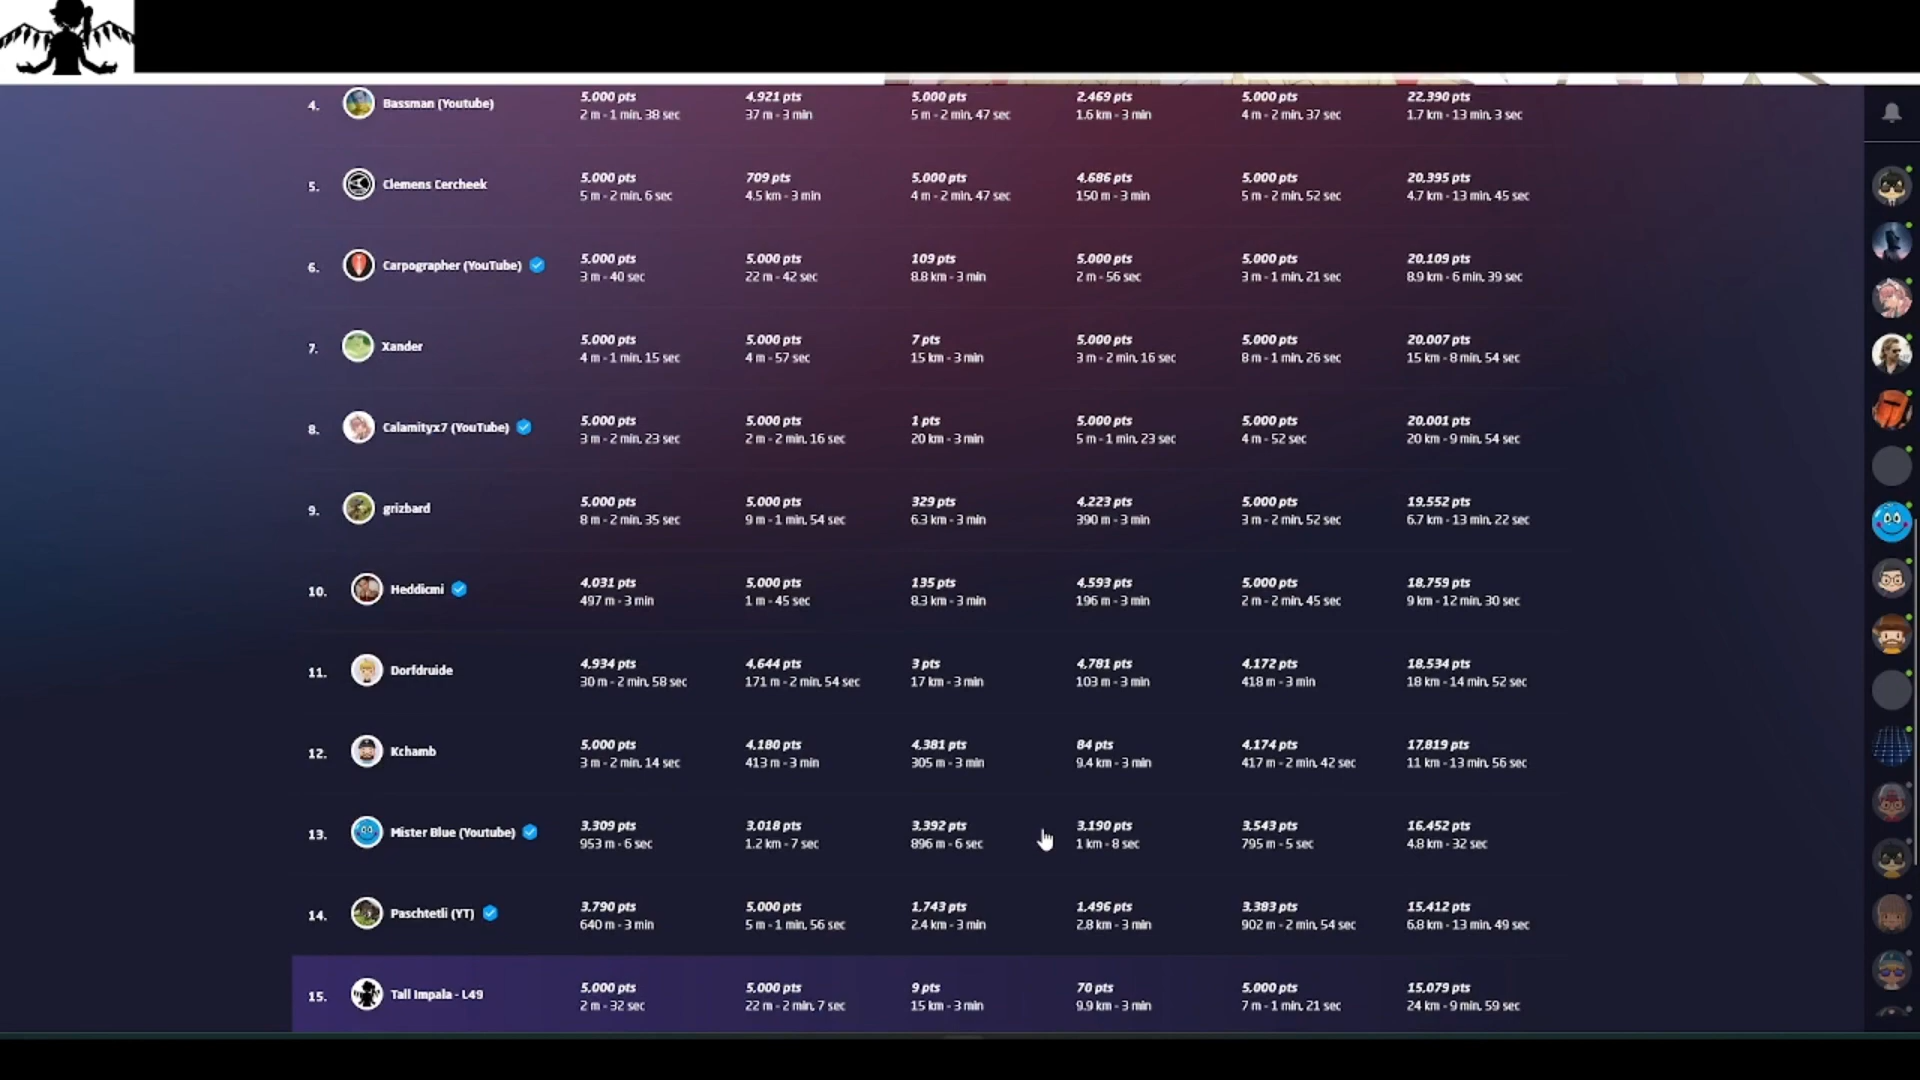 4. Bassman (Youtube) 5,000 pts 4,921 pts 5,000 pts 2,469 pts 5,000 pts 22,390 pts
2 m - 1 min, 38 sec 37 m - 3 min 5 m - 2 min, 47 sec 1.6 km - 3 min 4 m - 2 min, 37 sec 1.7 km - 13 min, 3 sec
5. Clemens Cercheek 5,000 pts 709 pts 5,000 pts 4,686 pts 5,000 pts 20,395 pts
5 m - 2 min, 6 sec 4.5 km - 3 min 4 m - 2 min, 47 sec 150 m - 3 min 5 m - 2 min, 52 sec 4.7 km - 13 min, 45 sec
6. Carpographer (YouTube) 5,000 pts 5,000 pts 109 pts 5,000 pts 5,000 pts 20,109 pts
3 m - 40 sec 22 m - 42 sec 8.8 km - 3 min 2 m - 56 sec 3 m - 1 min, 21 sec 8.9 km - 6 min, 39 sec
7. Xander 5,000 pts 5,000 pts 7 pts 5,000 pts 5,000 pts 20,007 pts
4 m - 1 min, 15 sec 4 m - 57 sec 15 km - 3 min 3 m - 2 min, 16 sec 8 m - 1 min, 26 sec 15 km - 8 min, 54 sec
8. Calamityx7 (YouTube) 5,000 pts 5,000 pts 1 pts 5,000 pts 5,000 pts 20,001 pts
3 m - 2 min, 23 sec 2 m - 2 min, 16 sec 20 km - 3 min 5 m - 1 min, 23 sec 4 m - 52 sec 20 km - 9 min, 54 sec
9. grizbard 5,000 pts 5,000 pts 329 pts 4,223 pts 5,000 pts 19,552 pts
8 m - 2 min, 35 sec 9 m - 1 min, 54 sec 6.3 km - 3 min 390 m - 3 min 3 m - 2 min, 52 sec 6.7 km - 13 min, 22 sec
10. Heddicmi 4,031 pts 5,000 pts 135 pts 4,593 pts 5,000 pts 18,759 pts
497 m - 3 min 1 m - 45 sec 8.3 km - 3 min 196 m - 3 min 2 m - 2 min, 45 sec 9 km - 12 min, 30 sec
11. Dorfdruide 4,934 pts 4,644 pts 3 pts 4,781 pts 4,172 pts 18,534 pts
30 m - 2 min, 58 sec 171 m - 2 min, 54 sec 17 km - 3 min 103 m - 3 min 418 m - 3 min 18 km - 14 min, 52 sec
12. Kchamb 5,000 pts 4,180 pts 4,381 pts 84 pts 4,174 pts 17,819 pts
3 m - 2 min, 14 sec 413 m - 3 min 305 m - 3 min 9.4 km - 3 min 417 m - 2 min, 42 sec 11 km - 13 min, 56 sec
13. Mister Blue (Youtube) 3,309 pts 3,018 pts 3,392 pts 3,190 pts 3,543 pts 16,452 pts
953 m - 6 sec 1.2 km - 7 sec 896 m - 6 sec 1 km - 8 sec 795 m - 5 sec 4.8 km - 32 sec
14. Paschtetli (YT) 3,790 pts 5,000 pts 1,743 pts 1,496 pts 3,383 pts 15,412 pts
640 m - 3 min 5 m - 1 min, 56 sec 2.4 km - 3 min 2.8 km - 3 min 902 m - 2 min, 54 sec 6.8 km - 13 min, 49 sec
15. Tall Impala - L49 5,000 pts 5,000 pts 9 pts 70 pts 5,000 pts 15,079 pts
2 m - 32 sec 22 m - 2 min, 7 sec 15 km - 3 min 9.9 km - 3 min 7 m - 1 min, 21 sec 24 km - 9 min, 59 sec